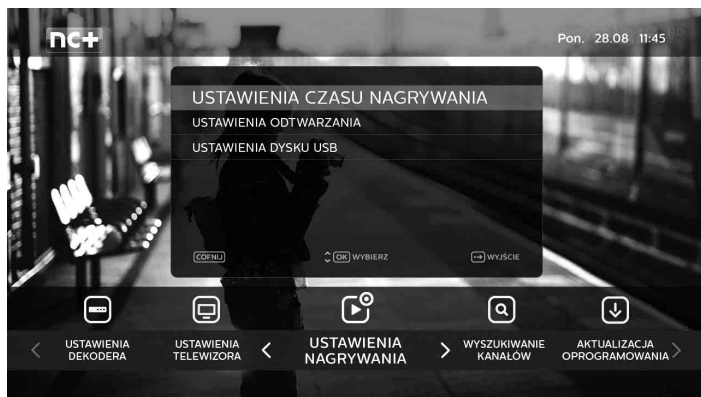 nc+
Pon. 28.08 11:45
USTAWIENIA CZASU NAGRYWANIA
USTAWIENIA ODTWARZANIA
USTAWIENIA DYSKU USB
COFNIJ
OK WYBIERZ
WYJŚCIE
USTAWIENIA
DEKODERA
USTAWIENIA
TELEWIZORA
USTAWIENIA
NAGRYWANIA
WYSZUKIWANIE
KANAŁÓW
AKTUALIZACJA
OPROGRAMOWANIA